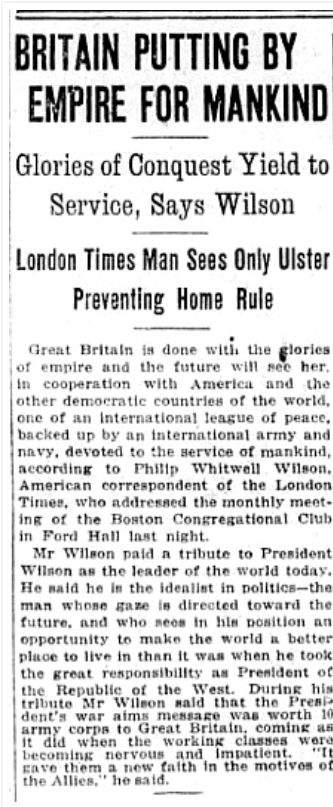 BRITAIN PUTTING BY
EMPIRE FOR MANKIND
Glories of Conquest Yield to
Service, Says Wilson
London Times Man Sees Only Ulster
Preventing Home Rule
Great Britain is done with the glories
of empire and the future will see her,
in cooperation with America and the
other democratic countries of the world,
one of an international league of peace,
backed up by an international army and
navy, devoted to the service of mankind,
according to Philip Whitwell Wilson,
American correspondent of the London
Times, who addressed the monthly meet-
ing of the Boston Congregational Club
in Ford Hall last night.
Mr Wilson paid a tribute to President
Wilson as the leader of the world today.
He said he is the idealist in politics—the
man whose gaze is directed toward the
future, and who sees in his position an
opportunity to make the world a better
place to live in than it was when he took
the great responsibility as President of
the Republic of the West. During his
tribute Mr Wilson said that the Presi-
dent's war aims message was worth 10
army corps to Great Britain, coming as
it did when the working classes were
becoming nervous and impatient. "It
gave them a new faith in the motives of
the Allies," he said.